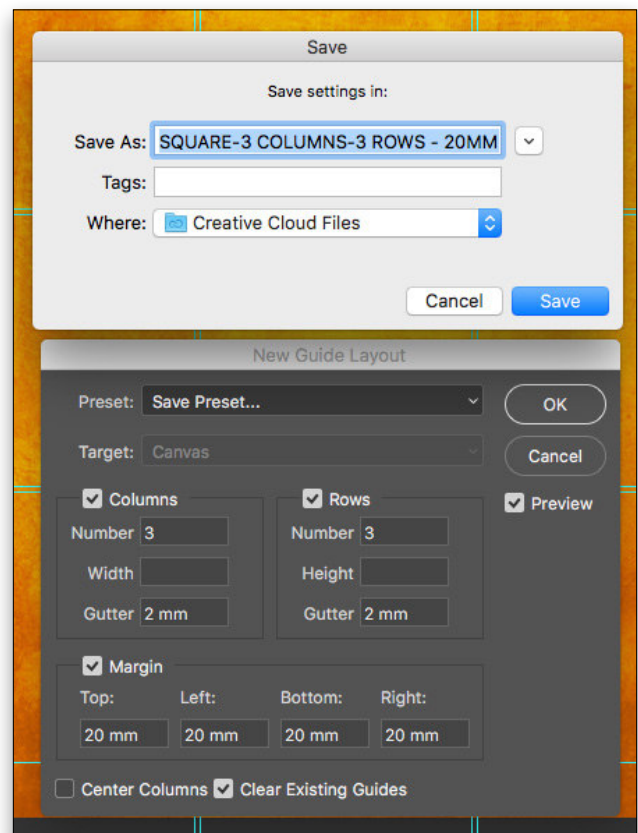 Save
Save settings in:
Save As: SQUARE-3 COLUMNS-3 ROWS - 20MM
Tags:
Where: Creative Cloud Files
Cancel Save
New Guide Layout
Preset: Save Preset... OK
Target: Canvas Cancel
Columns Rows Preview
Number 3 Number 3
Width Height
Gutter 2 mm Gutter 2 mm
Margin
Top: Left: Bottom: Right:
20 mm 20 mm 20 mm 20 mm
Center Columns Clear Existing Guides